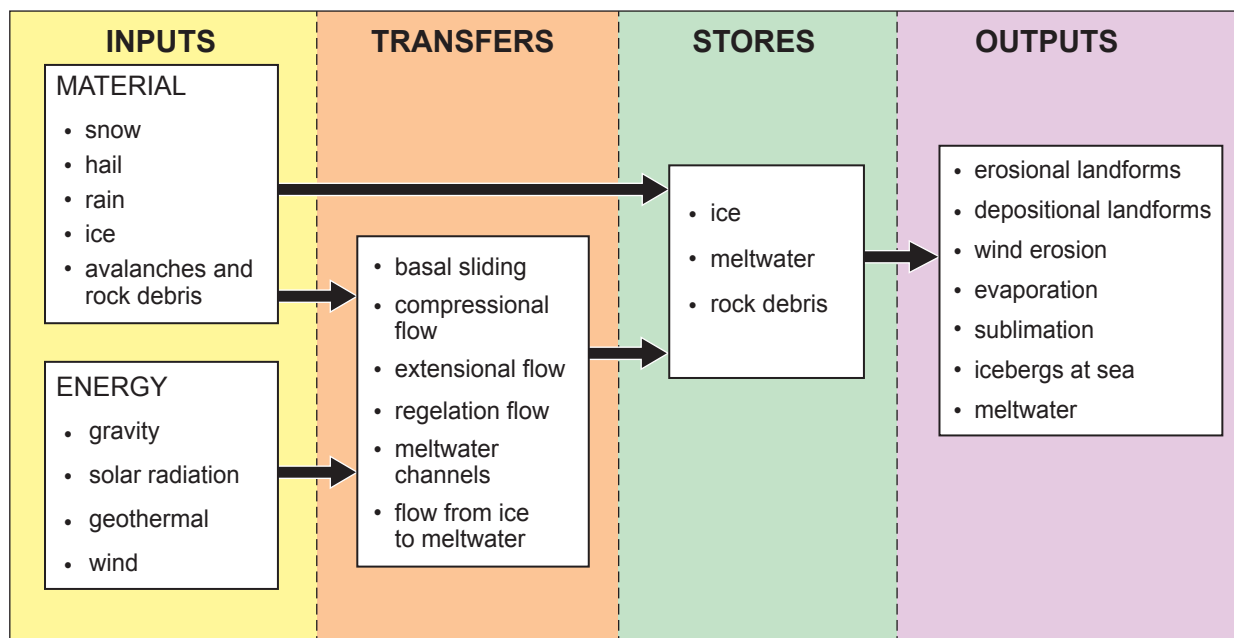 INPUTS
MATERIAL
• snow
• hail
• rain
• ice
• avalanches and
rock debris
ENERGY
• gravity
• solar radiation
• geothermal
• wind
TRANSFERS
• basal sliding
• compressional
flow
• extensional flow
• regelation flow
• meltwater
channels
• flow from ice
to meltwater
STORES
• ice
• meltwater
• rock debris
OUTPUTS
• erosional landforms
• depositional landforms
• wind erosion
• evaporation
• sublimation
• icebergs at sea
• meltwater